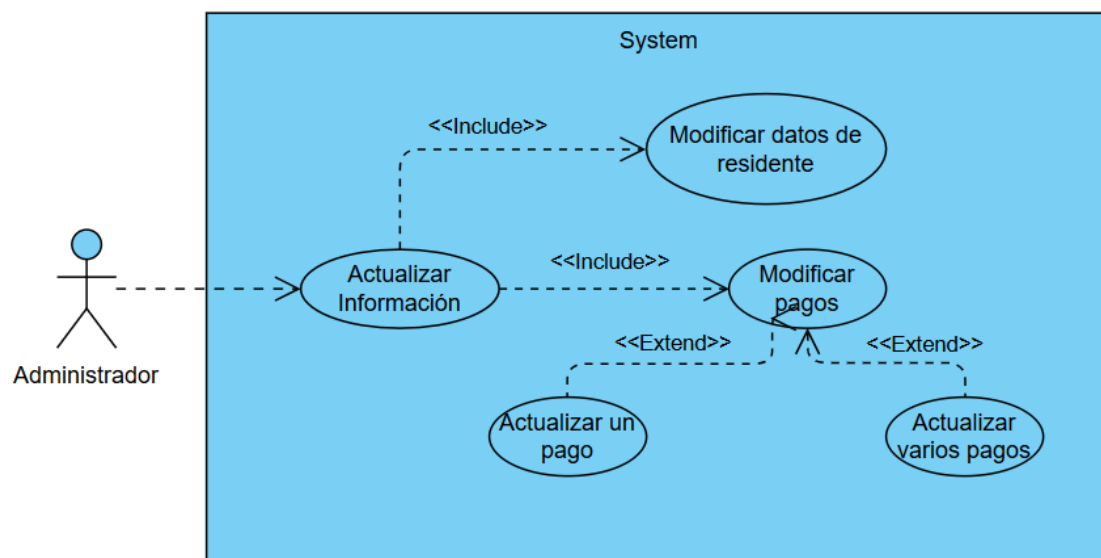 System
<<Include>>
Modificar datos de
residente
Actualizar
Información
<<Include>>
Modificar
pagos
Administrador
<<Extend>>
<<Extend>>
Actualizar un
pago
Actualizar
varios pagos